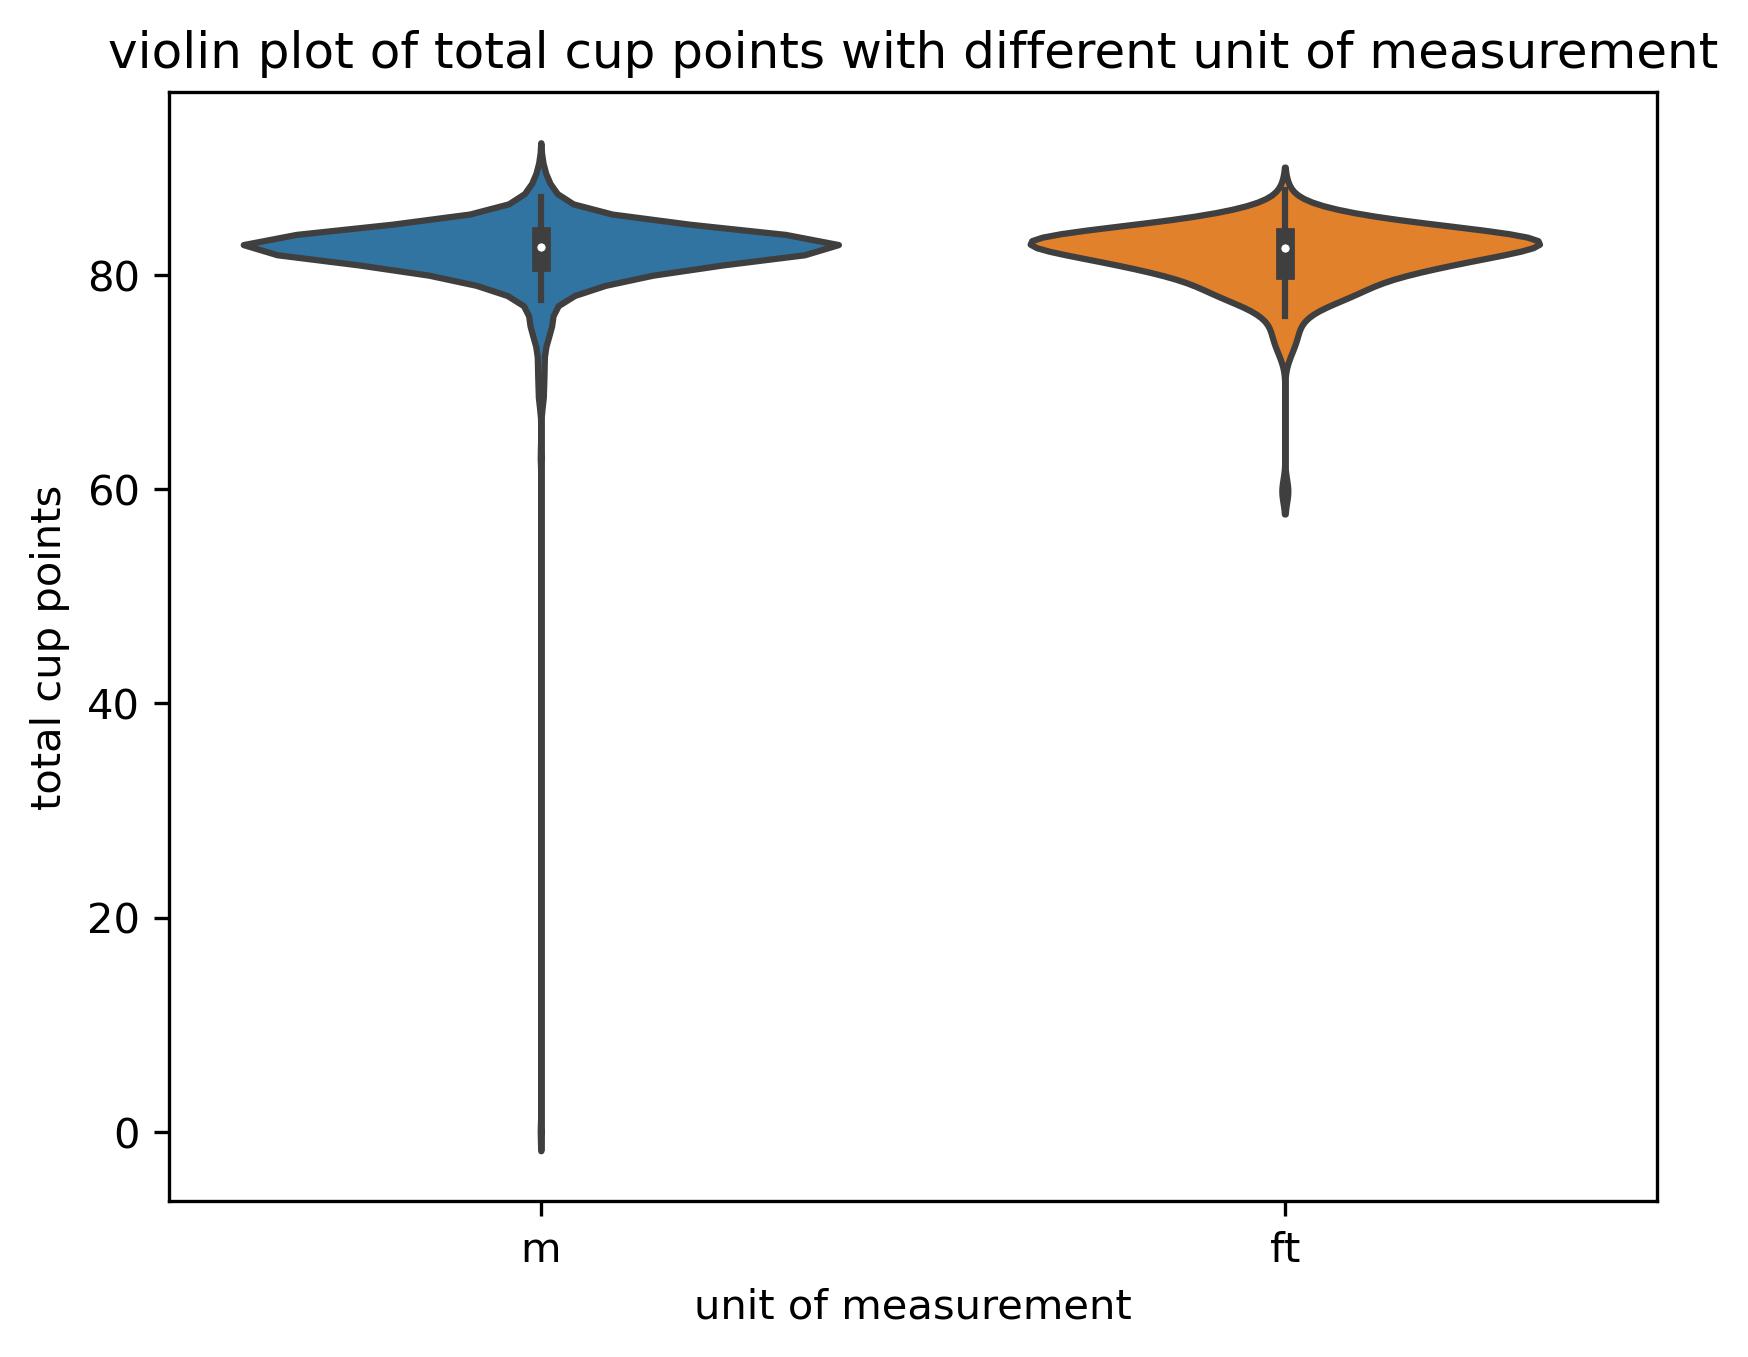 violin plot of total cup points with different unit of measurement
total cup points
80
60
40
20
0
m
ft
unit of measurement